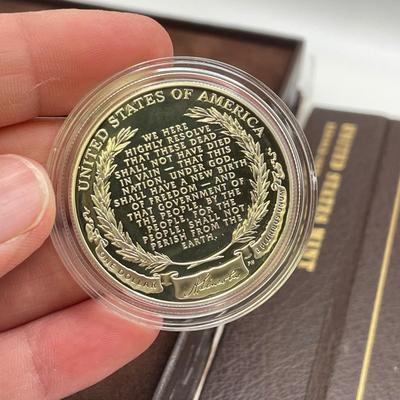 UNITED STATES OF AMERICA
WE HERE
HIGHLY RESOLVE
THAT THESE DEAD
SHALL NOT HAVE DIED
IN VAIN – THAT THIS
NATION, UNDER GOD,
SHALL HAVE A NEW BIRTH
OF FREEDOM – AND
THAT GOVERNMENT OF
THE PEOPLE, BY THE
PEOPLE, FOR THE
PEOPLE, SHALL NOT
PERISH FROM THE
EARTH.
ONE DOLLAR
A. Lincoln
E PLURIBUS UNUM
UNITED STATES MINT